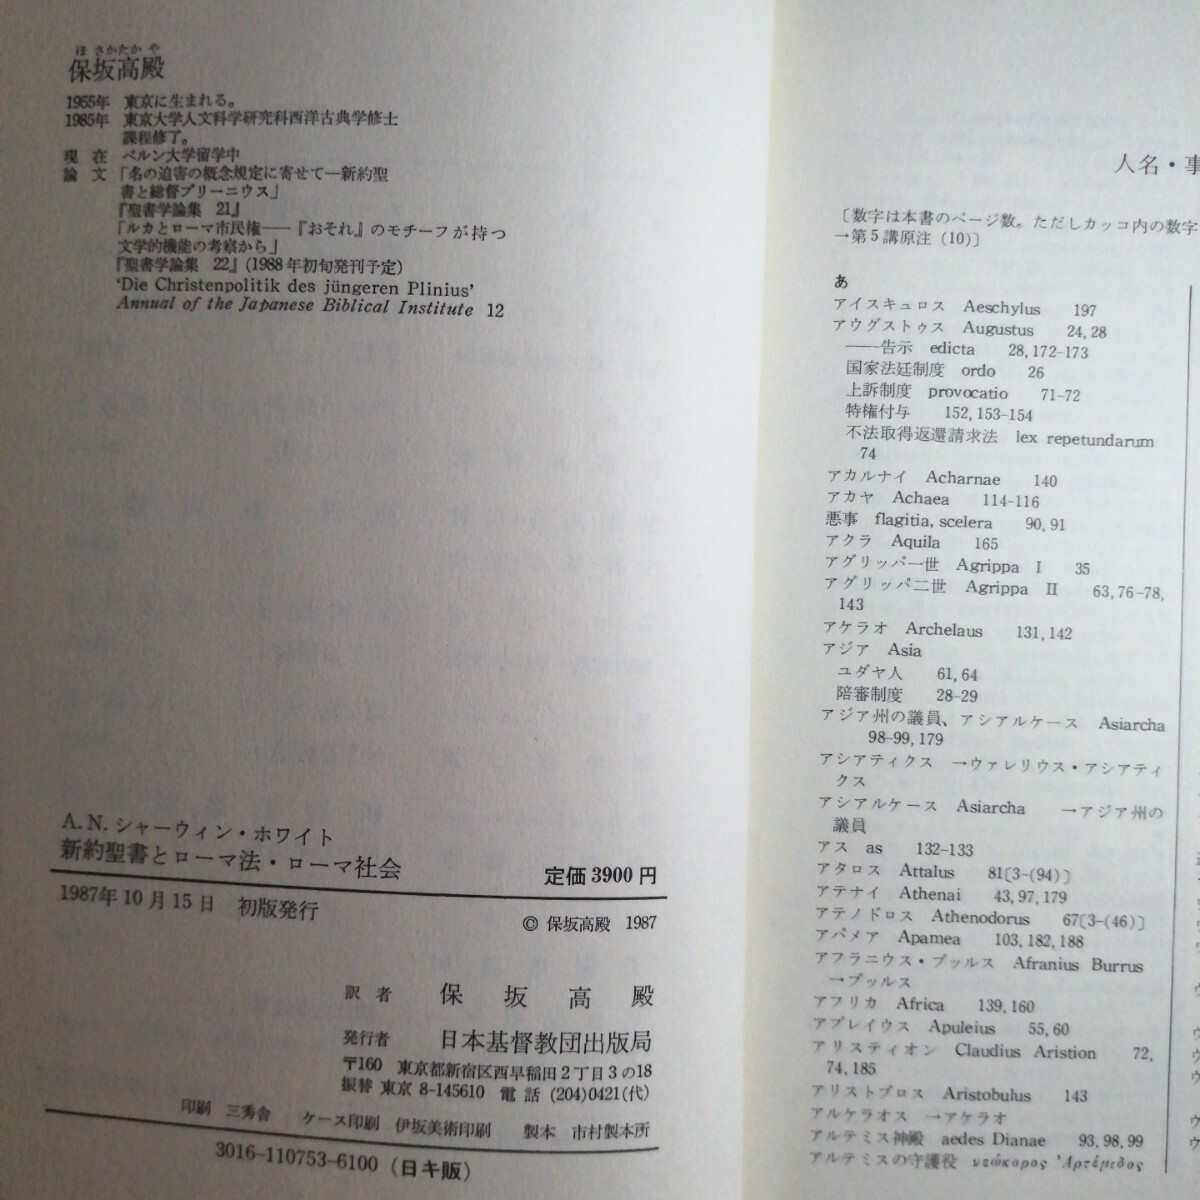 ほさかたかや
保坂高殿
1955年 東京に生まれる。
1985年 東京大学人文科学研究科西洋古典学修士
課程修了。
現 在 ベルン大学留学中
論 文 「名の迫害の概念規定に寄せて—新約聖
書と総督プリーニウス」
『聖書学論集 21』
「ルカとローマ市民権——『おそれ』のモチーフが持つ
文学的機能の考察から」
『聖書学論集 22』(1988年初旬発刊予定)
'Die Christenpolitik des jüngeren Plinius'
Annual of the Japanese Biblical Institute 12
A.N.シャーウィン・ホワイト
新約聖書とローマ法・ローマ社会
定価 3900 円
1987年10月15日 初版発行
© 保坂高殿 1987
訳 者 保 坂 高 殿
発行者 日本基督教団出版局
〒160 東京都新宿区西早稲田2丁目3の18
振替 東京 8-145610 電 話 (204)0421(代)
印刷 三秀舎 ケース印刷 伊坂美術印刷 製本 市村製本所
3016-110753-6100 (日キ販)
人名・事
〔数字は本書のページ数。ただしカッコ内の数字
→第5講原注 (10)〕
あ
アイスキュロス Aeschylus 197
アウグストゥス Augustus 24, 28
——告示 edicta 28, 172-173
国家法廷制度 ordo 26
上訴制度 provocatio 71-72
特権付与 152, 153-154
不法取得返還請求法 lex repetundarum
74
アカルナイ Acharnae 140
アカヤ Achaea 114-116
悪事 flagitia, scelera 90, 91
アクラ Aquila 165
アグリッパ一世 Agrippa I 35
アグリッパ二世 Agrippa II 63, 76-78,
143
アケラオ Archelaus 131, 142
アジア Asia
ユダヤ人 61, 64
陪審制度 28-29
アジア州の議員、アシアルケース Asiarcha
98-99, 179
アシアティクス →ウァレリウス・アシアティ
クス
アシアルケース Asiarcha →アジア州の
議員
アス as 132-133
アタロス Attalus 81〔3-(94)〕
アテナイ Athenai 43, 97, 179
アテノドロス Athenodorus 67〔3-(46)〕
アパメア Apamea 103, 182, 188
アフラニウス・ブッルス Afranius Burrus
→ブッルス
アフリカ Africa 139, 160
アプレイウス Apuleius 55, 60
アリスティオン Claudius Aristion 72,
74, 185
アリストブロス Aristobulus 143
アルケラオス →アケラオ
アルテミス神殿 aedes Dianae 93, 98, 99
アルテミスの守護役 νεώκορος Ἀρτέμιδος